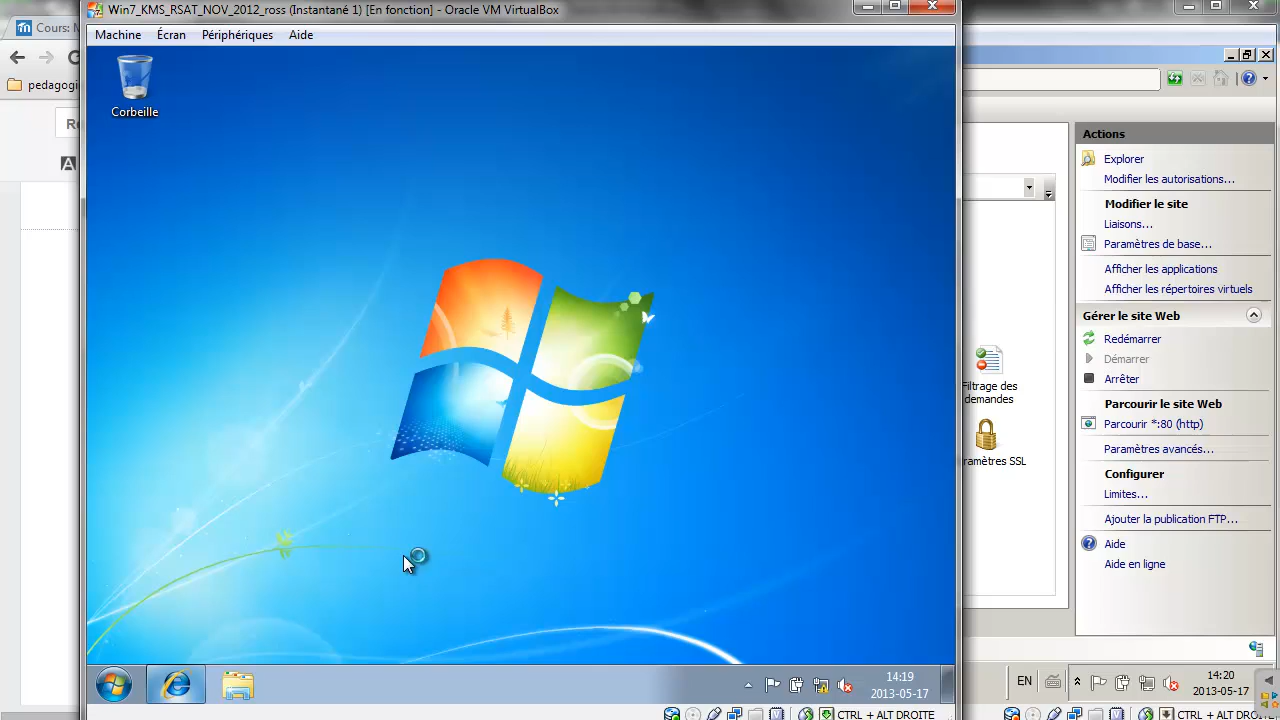 Win7_KMS_RSAT_NOV_2012_ross (Instantané 1) [En fonction] - Oracle VM VirtualBox
Cours: M
Machine Écran Périphériques Aide
pedagogi
Corbeille
Re
A
Actions
Explorer
Modifier les autorisations...
Modifier le site
Liaisons...
Paramètres de base...
Afficher les applications
Afficher les répertoires virtuels
Gérer le site Web
Redémarrer
Démarrer
Arrêter
Parcourir le site Web
Parcourir *:80 (http)
Paramètres avancés...
Configurer
Limites...
Ajouter la publication FTP...
Aide
Aide en ligne
Filtrage des
demandes
ramètres SSL
14:19
2013-05-17
EN
14:20
2013-05-17
CTRL + ALT DROITE
CTRL + ALT DROITE